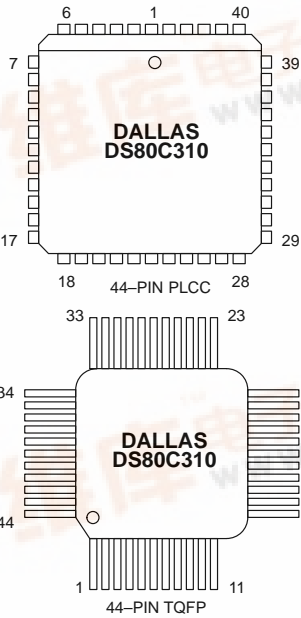 6 1 40
7 39
DALLAS
DS80C310
17 29
18 28
44–PIN PLCC
33 23
34
DALLAS
DS80C310
44
1 11
44–PIN TQFP